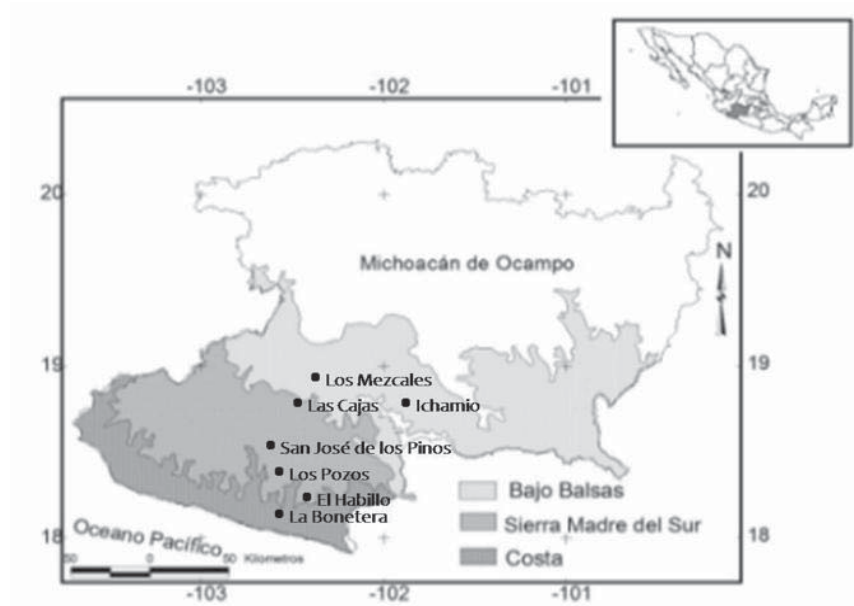 -103 -102 -101
20 20
N
Michoacán de Ocampo
19 19
Los Mezcales
Las Cajas Ichamio
San José de los Pinos
Los Pozos
Bajo Balsas
El Habillo
La Bonetera
Sierra Madre del Sur
Oceano Pacífico
18 18
50 0 50 Kilometros
Costa
-103 -102 -101